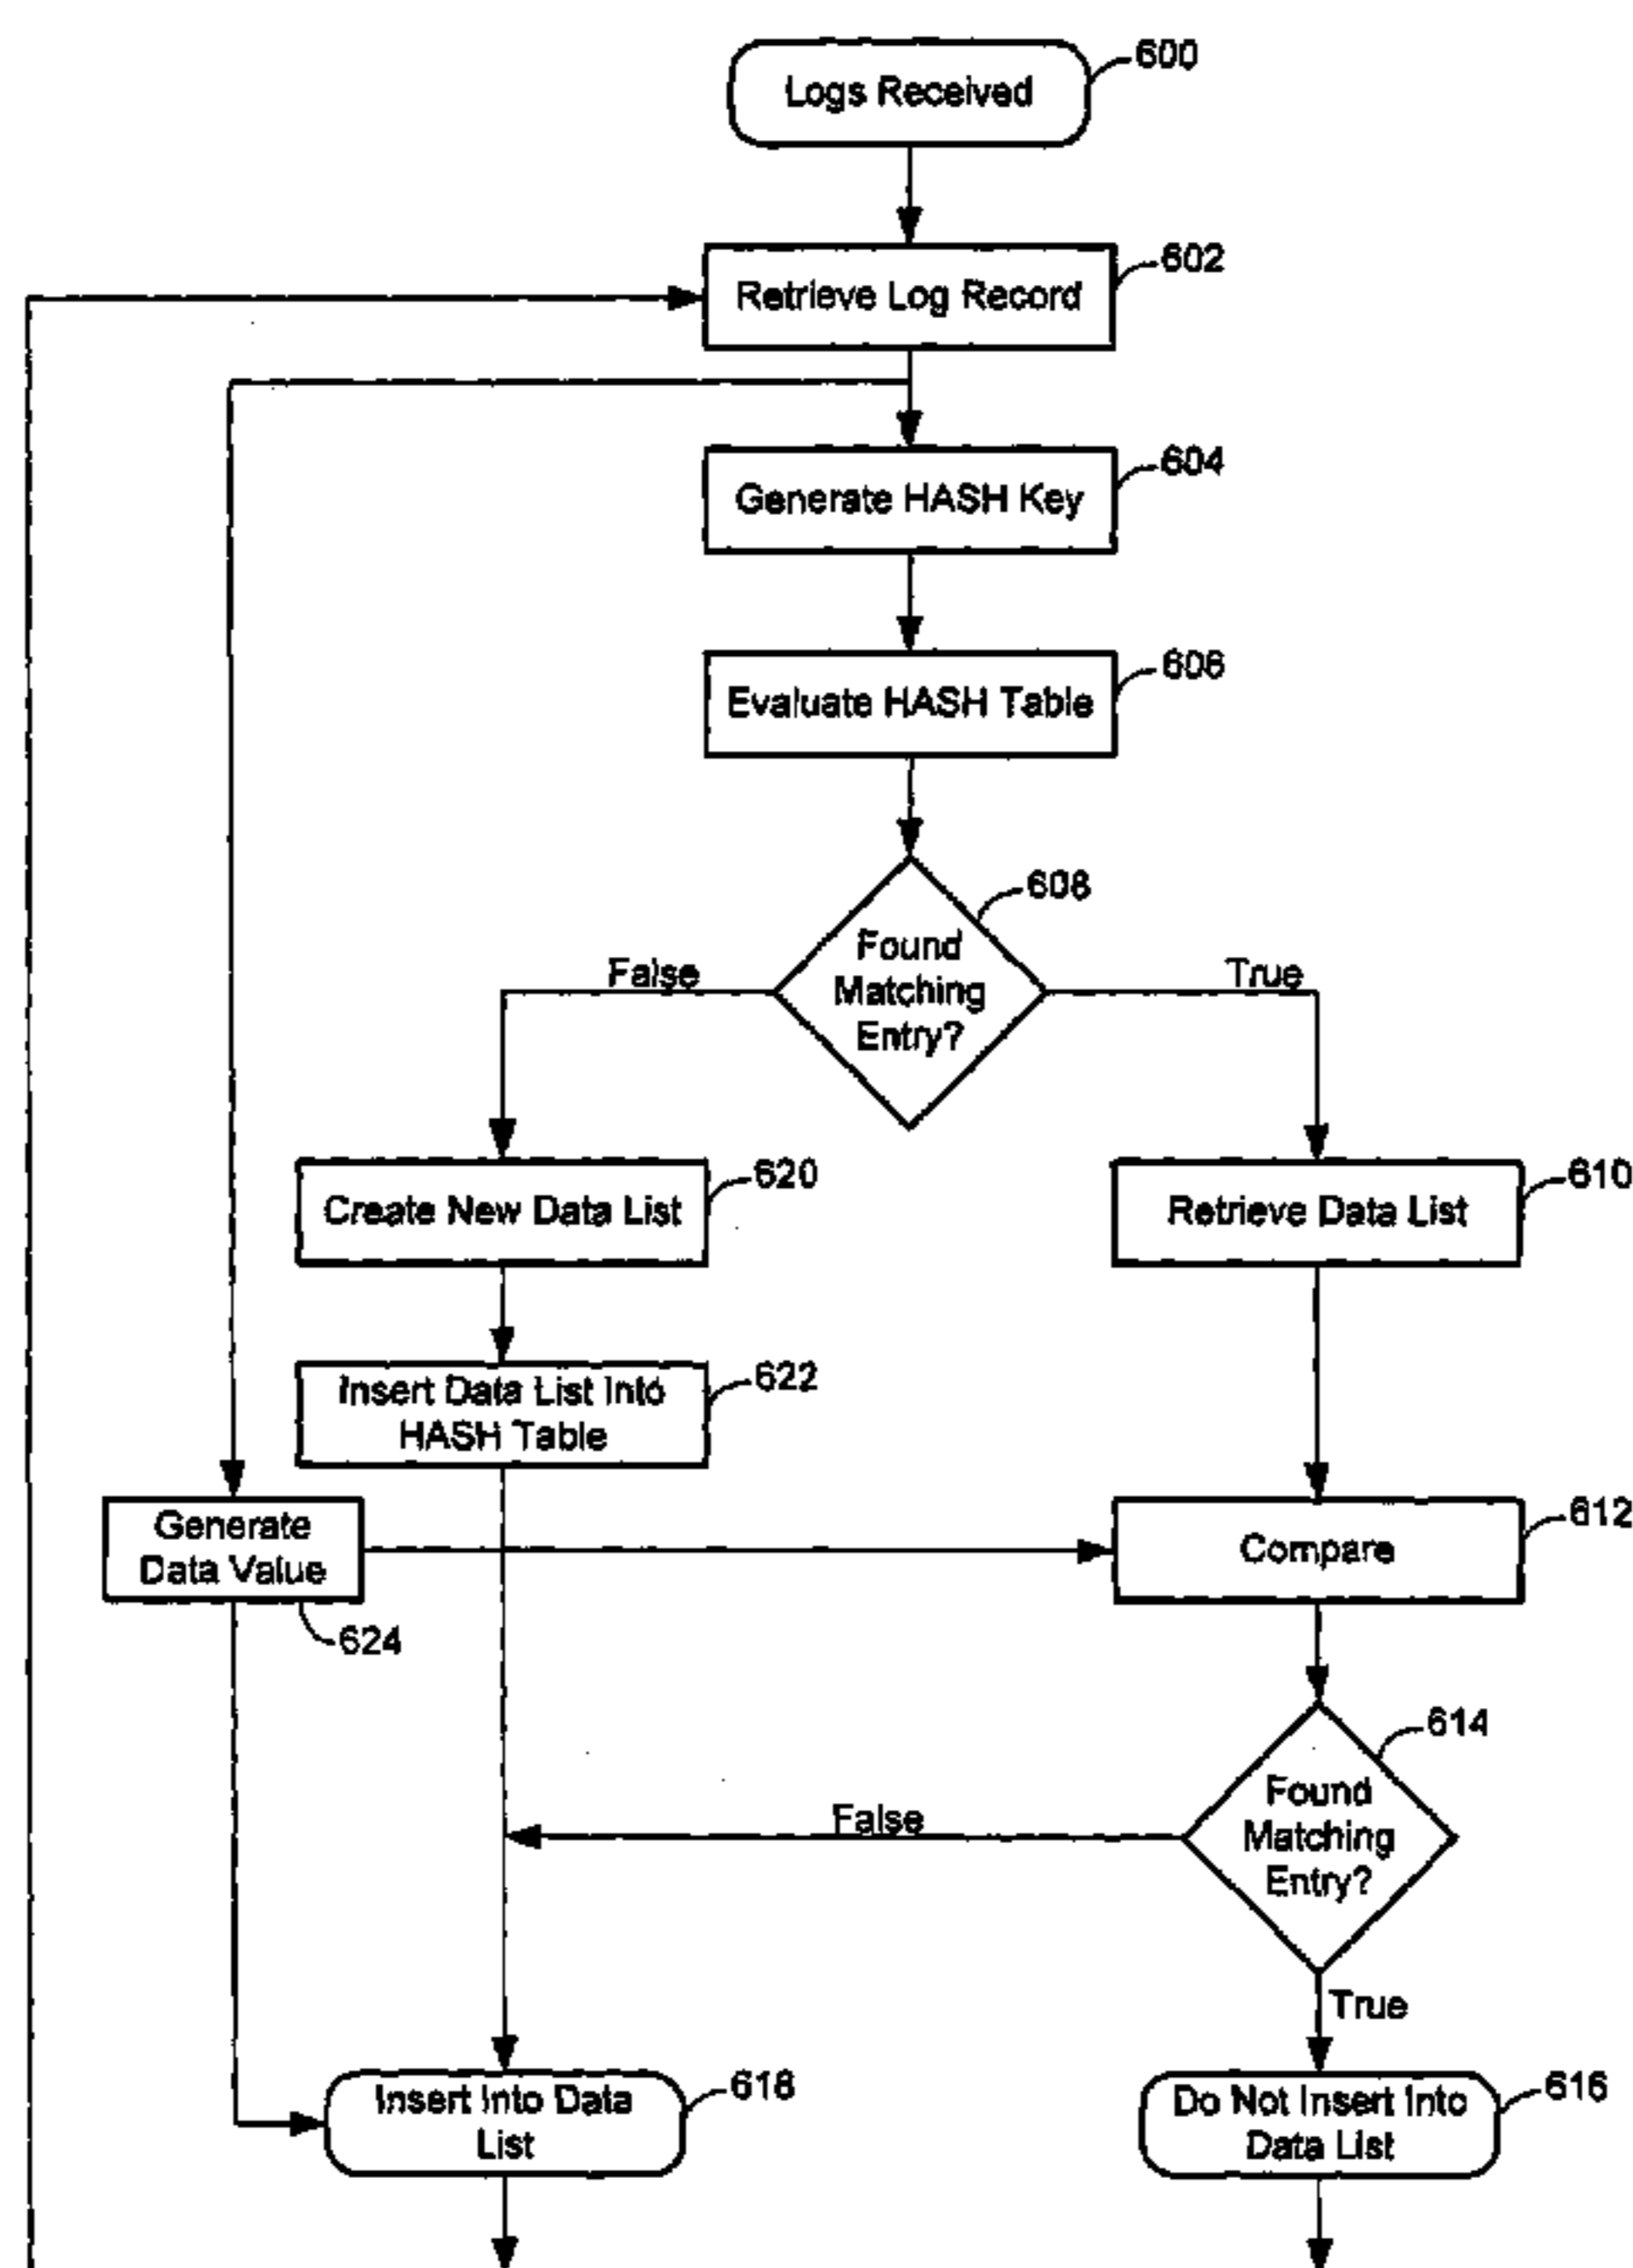 600
Logs Received
602
Retrieve Log Record
604
Generate HASH Key
606
Evaluate HASH Table
608
Found
Matching
Entry?
False
True
620
Create New Data List
610
Retrieve Data List
622
Insert Data List Into
HASH Table
Generate
Data Value
624
612
Compare
614
Found
Matching
Entry?
False
True
618
Insert Into Data
List
616
Do Not Insert Into
Data List